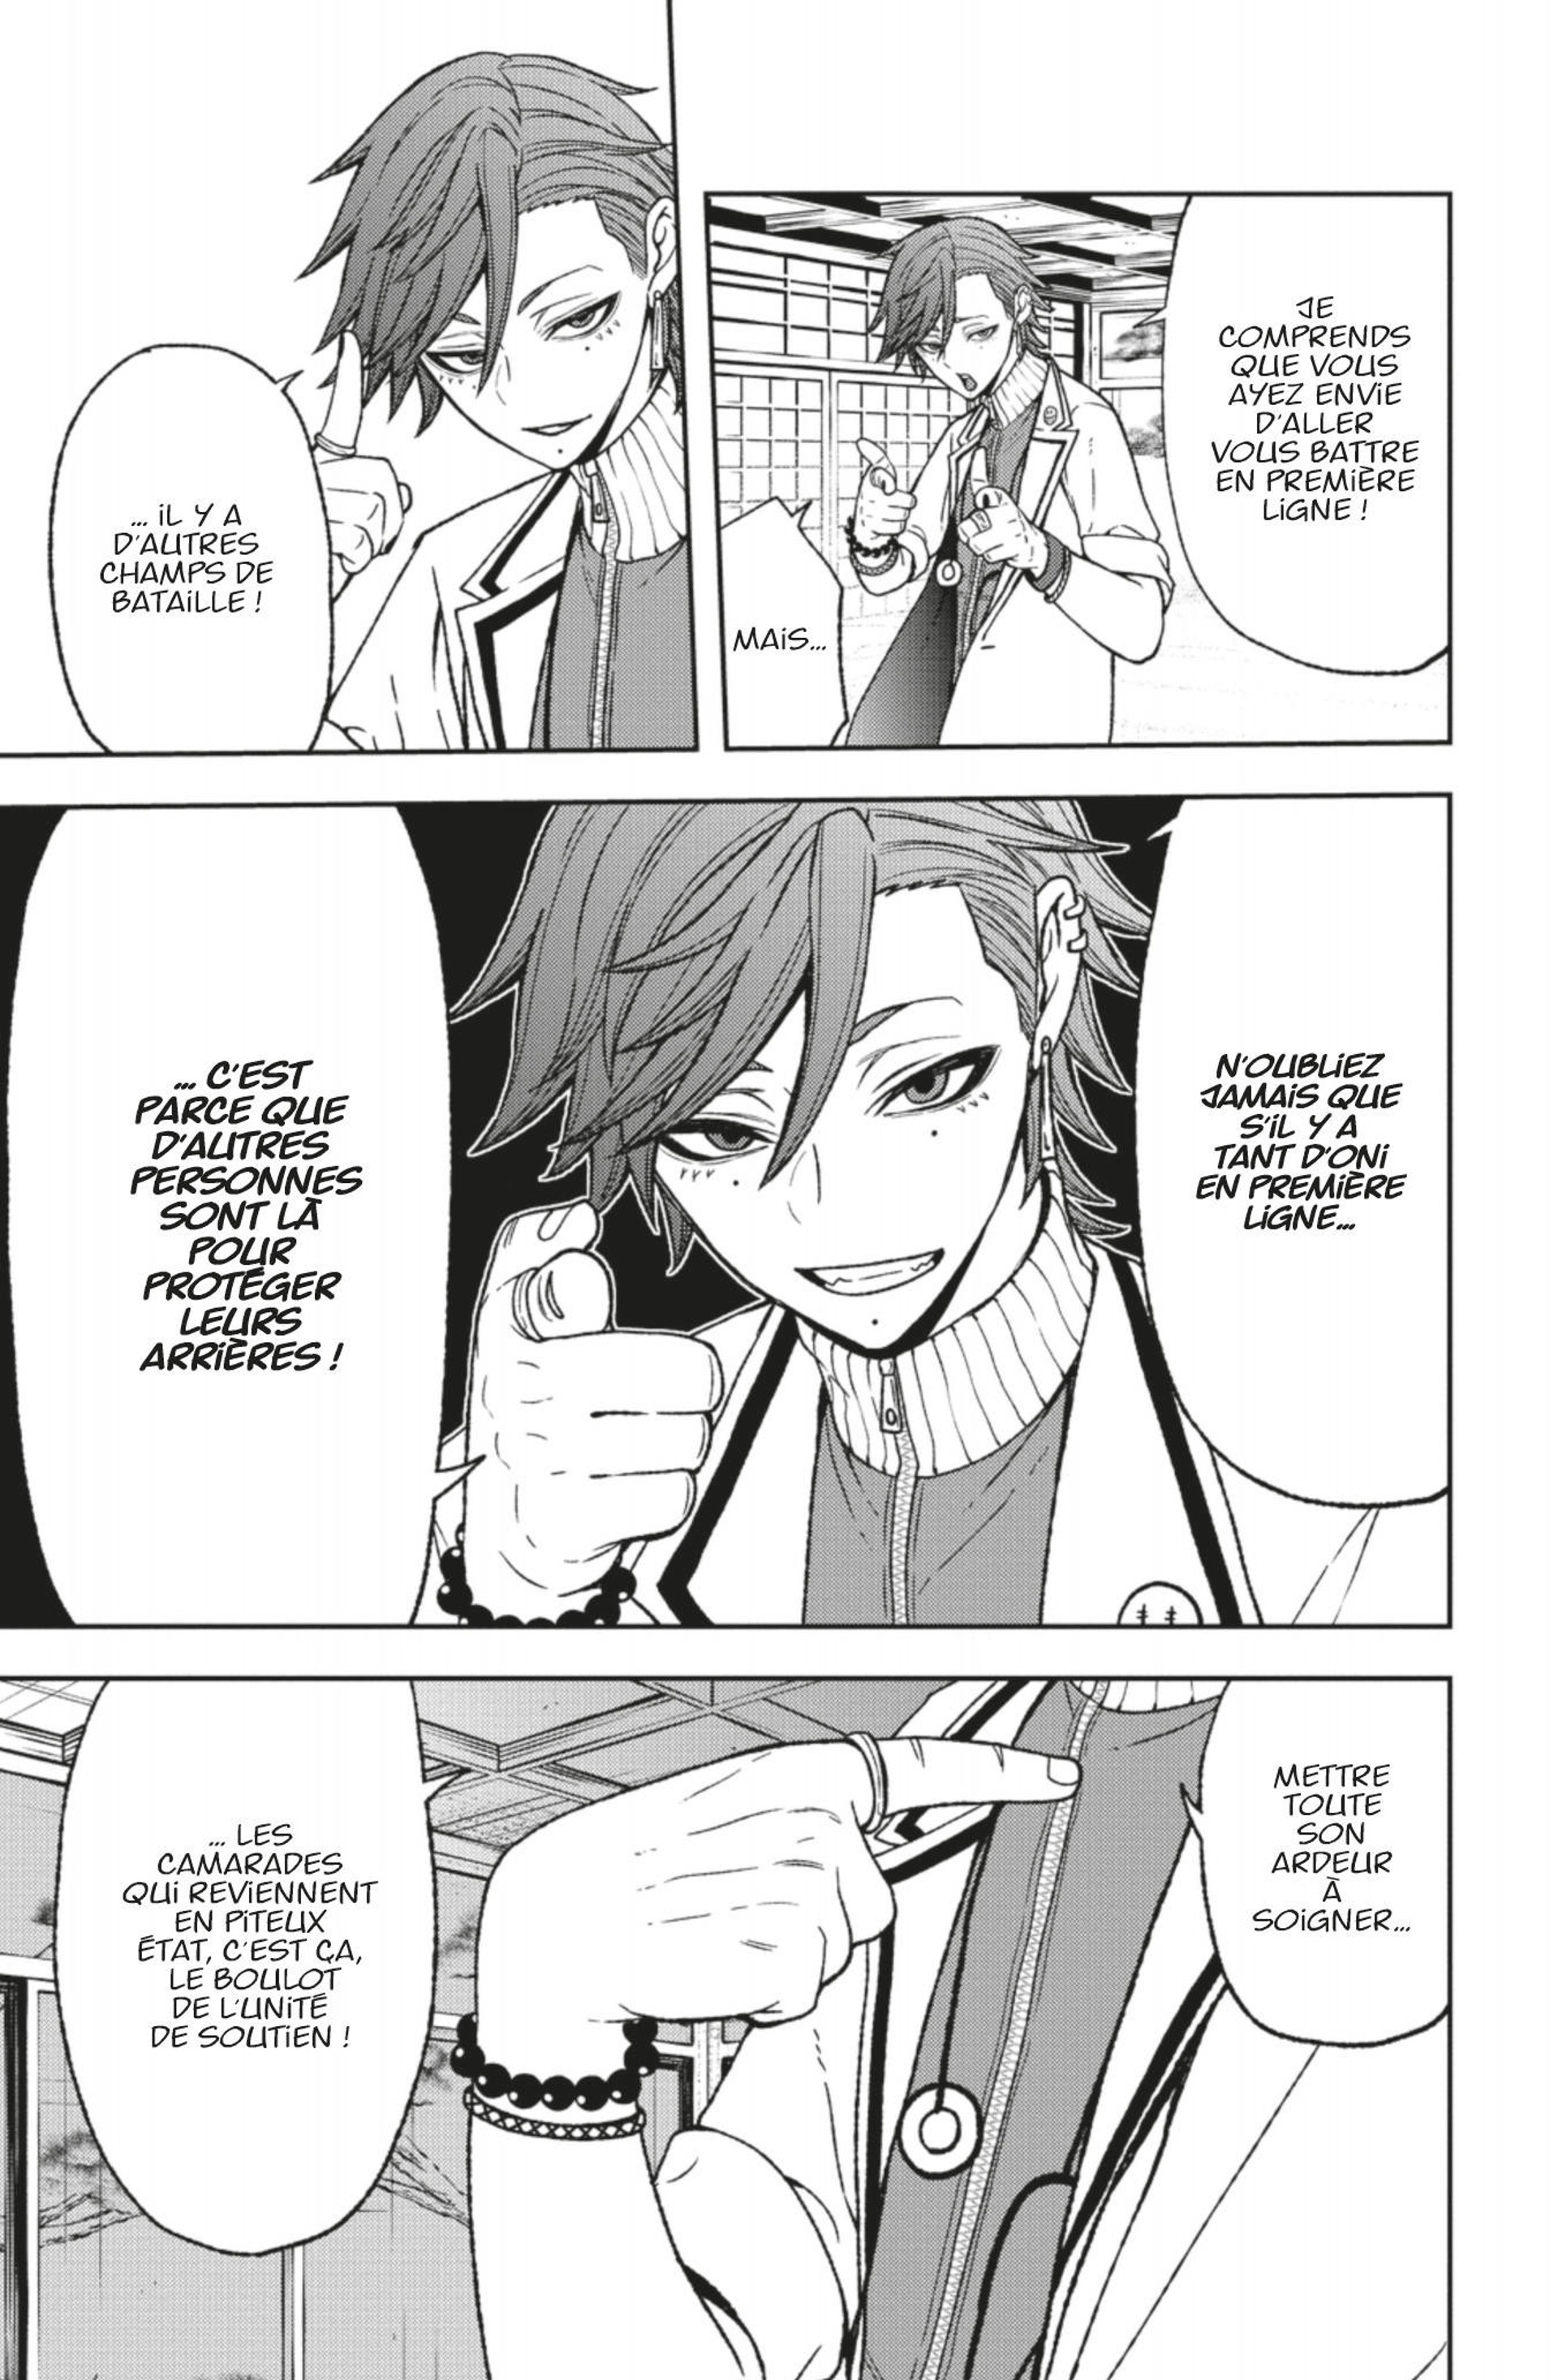 JE
COMPRENDS
QUE VOUS
AYEZ ENVIE
D'ALLER
VOUS BATTRE
EN PREMIÈRE
LIGNE !
MAIS...
... IL Y A
D'AUTRES
CHAMPS DE
BATAILLE !
N'OUBLIEZ
JAMAIS QUE
S'IL Y A
TANT D'ONI
EN PREMIÈRE
LIGNE...
... C'EST
PARCE QUE
D'AUTRES
PERSONNES
SONT LÀ
POUR
PROTÉGER
LEURS
ARRIÈRES !
METTRE
TOUTE
SON
ARDEUR
À
SOIGNER...
... LES
CAMARADES
QUI REVIENNENT
EN PITEUX
ÉTAT, C'EST ÇA,
LE BOULOT
DE L'UNITÉ
DE SOUTIEN !